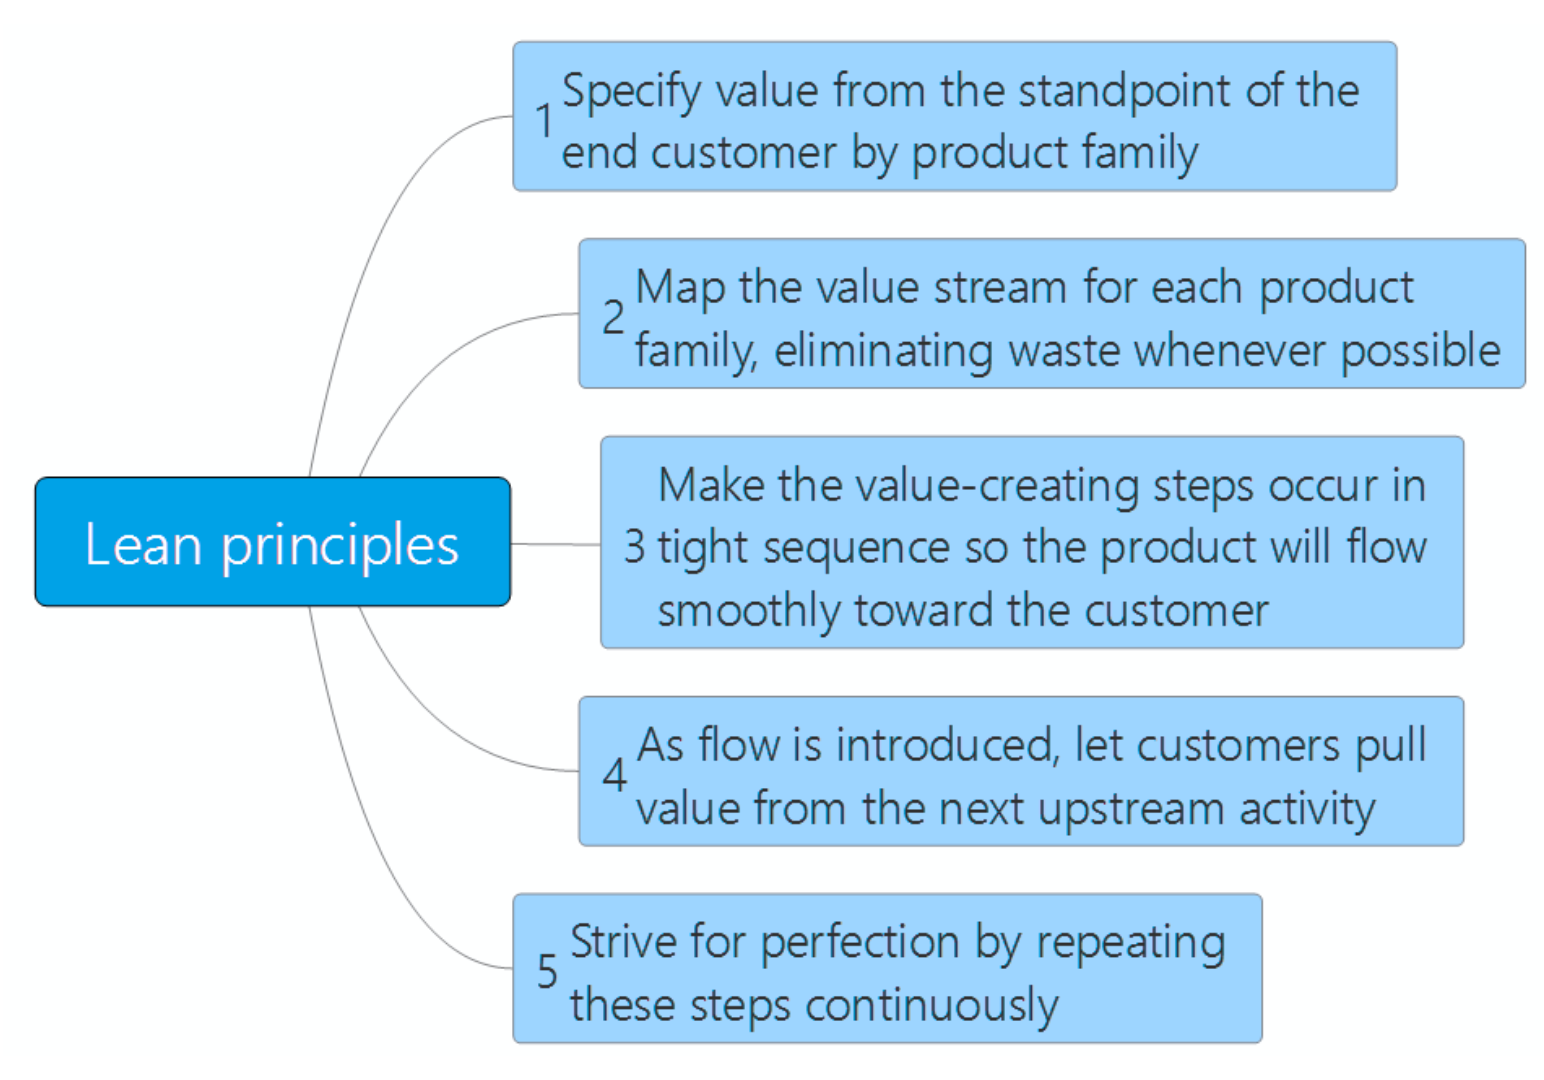 Lean principles
1 Specify value from the standpoint of the
end customer by product family
2 Map the value stream for each product
family, eliminating waste whenever possible
3 Make the value-creating steps occur in
tight sequence so the product will flow
smoothly toward the customer
4 As flow is introduced, let customers pull
value from the next upstream activity
5 Strive for perfection by repeating
these steps continuously